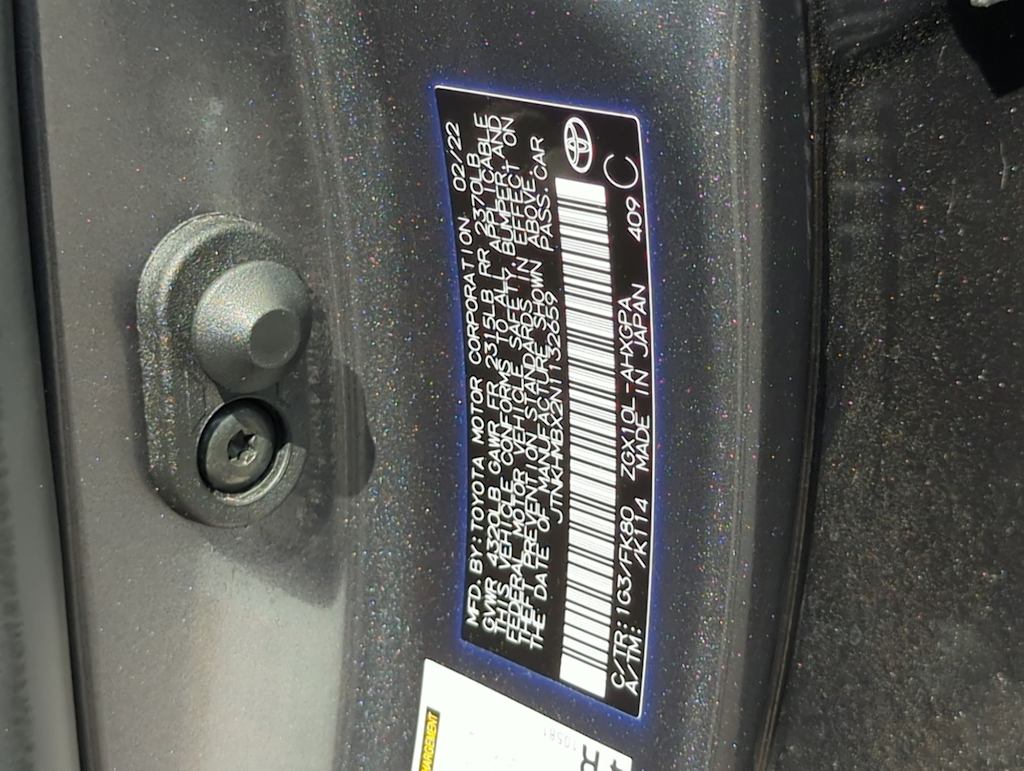 MFD. BY: TOYOTA MOTOR CORPORATION 02/22
GVWR 4320LB GAWR FR 2315LB RR 2370LB
THIS VEHICLE CONFORMS TO ALL APPLICABLE
FEDERAL MOTOR VEHICLE SAFETY, BUMPER, AND
THEFT PREVENTION STANDARDS IN EFFECT ON
THE DATE OF MANUFACTURE SHOWN ABOVE.
JTNKHMBX2N1132659 PASS. CAR
C/TR: 1G3/FK80 ZGX10L-AHXGPA 409 C
A/TM: /K114 MADE IN JAPAN
10581